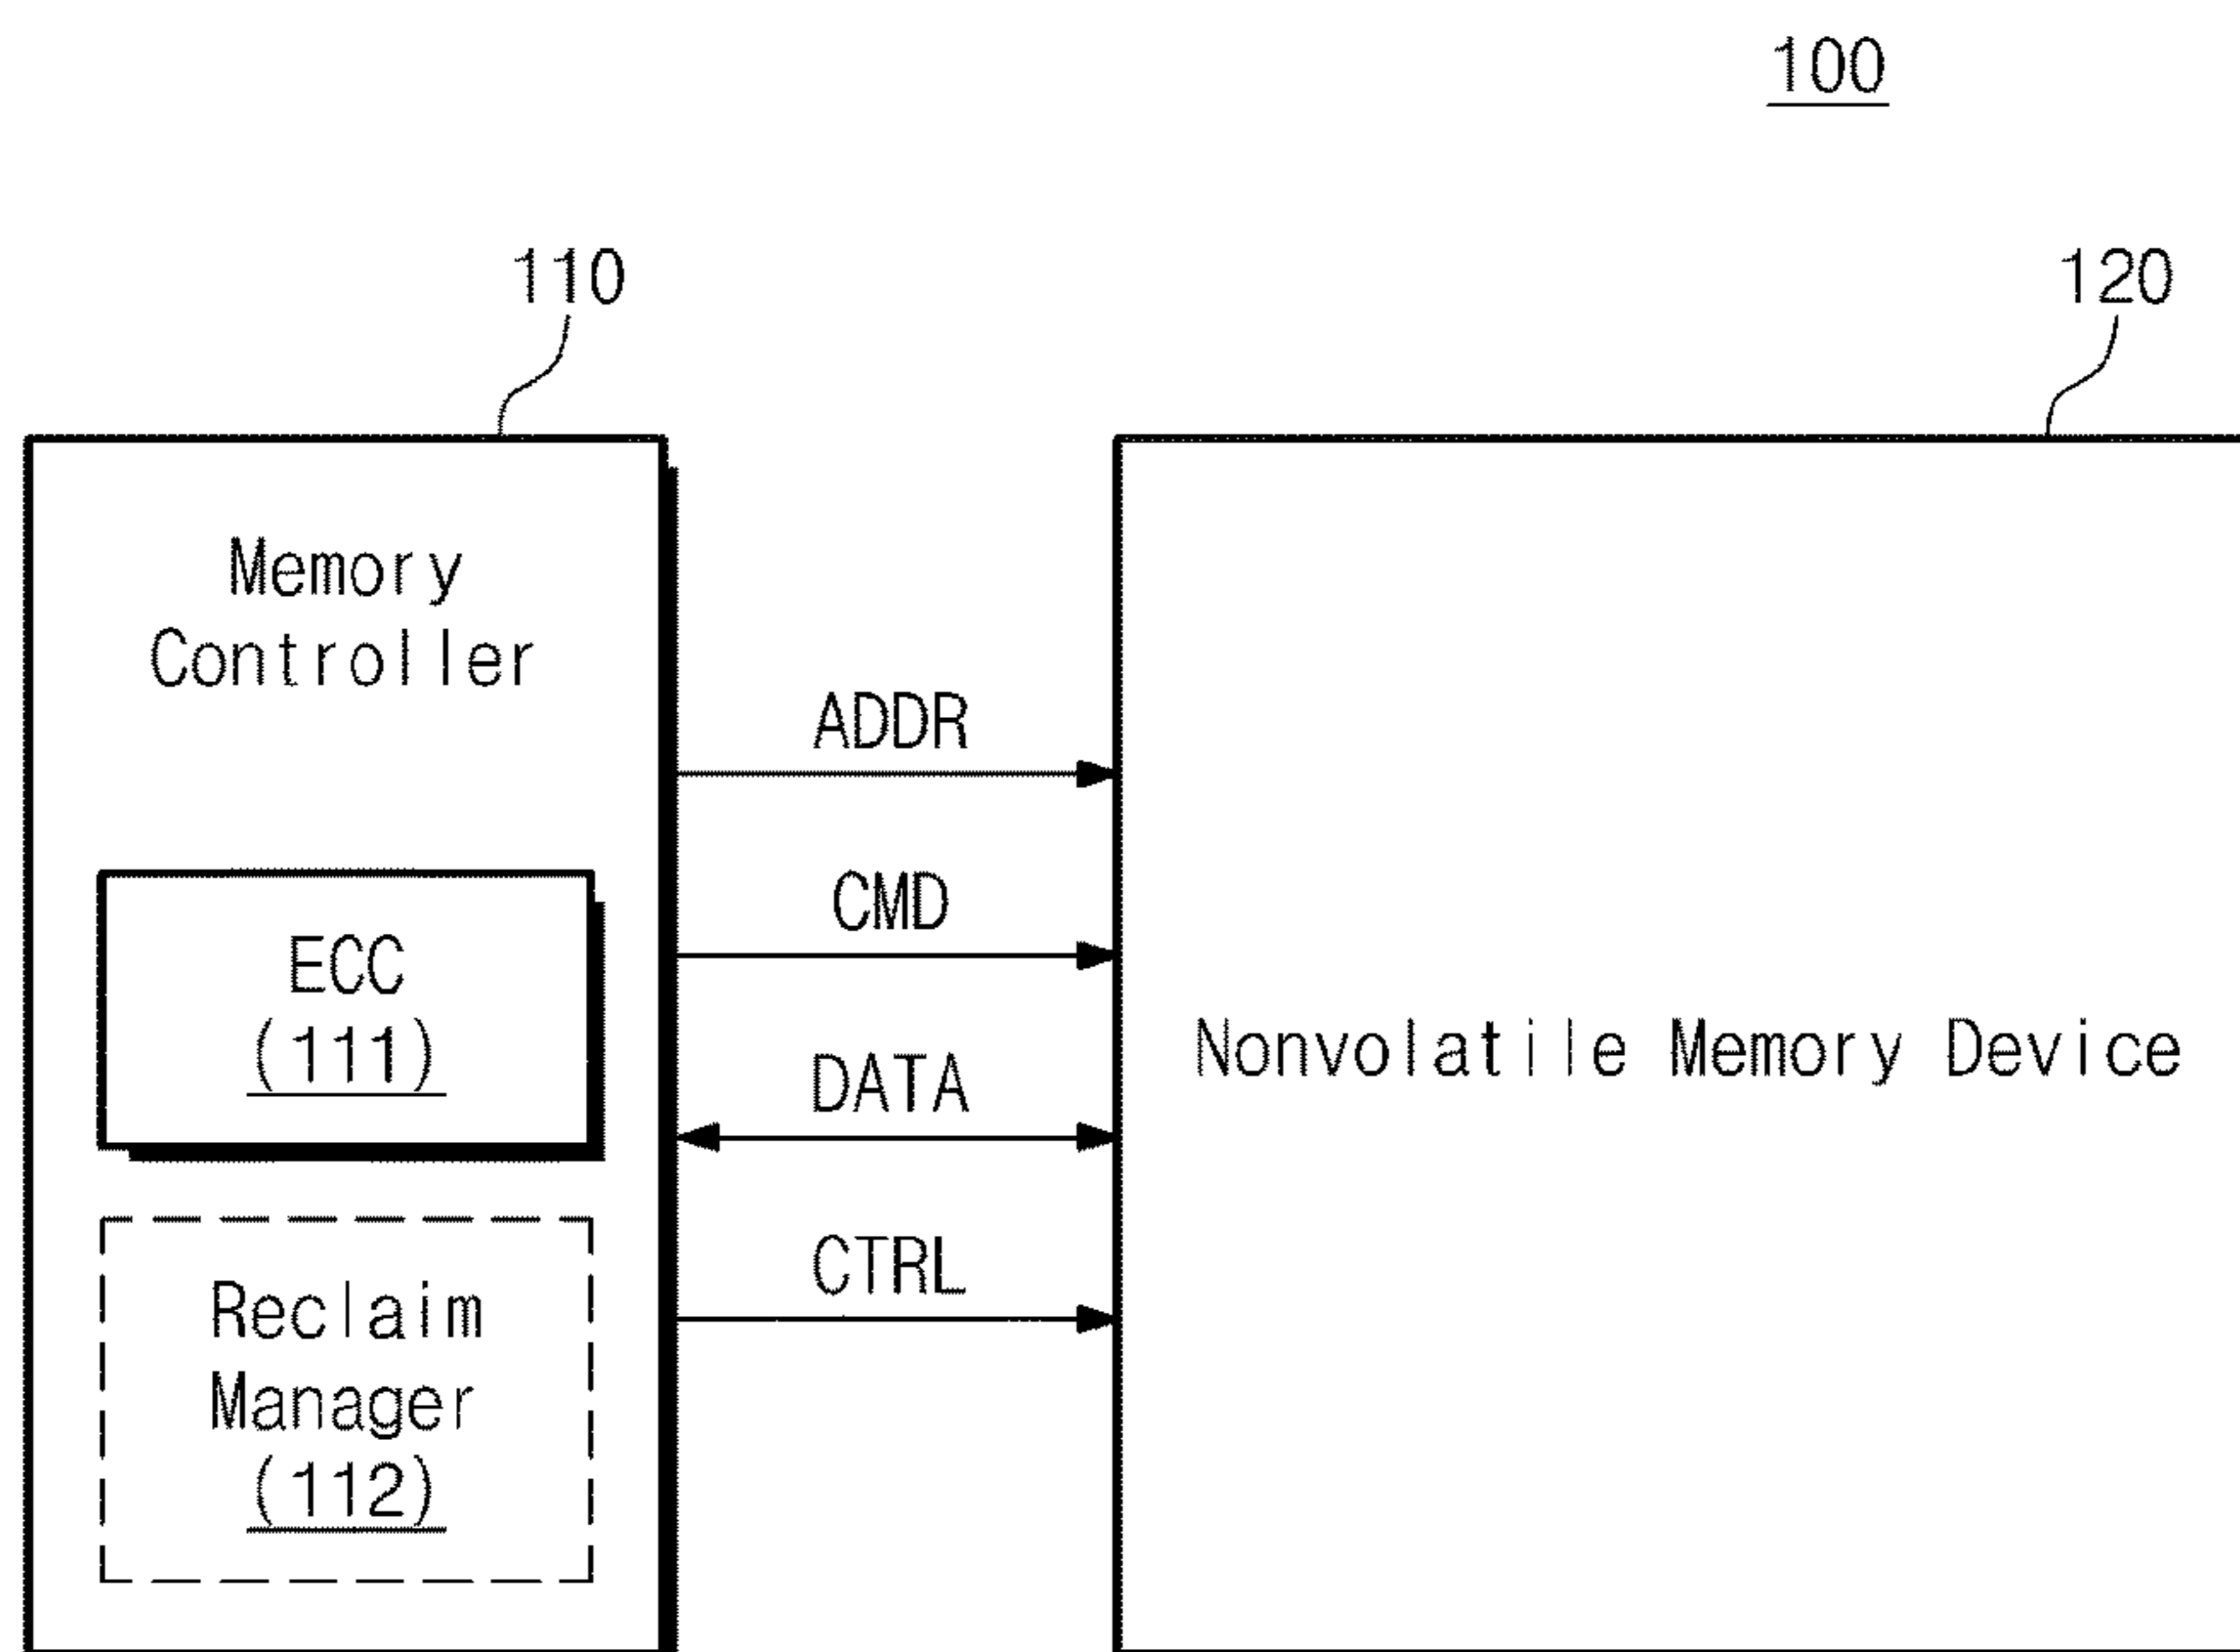 100
110
120
Memory
Controller
ADDR
CMD
ECC
(111)
Nonvolatile Memory Device
DATA
CTRL
Reclaim
Manager
(112)